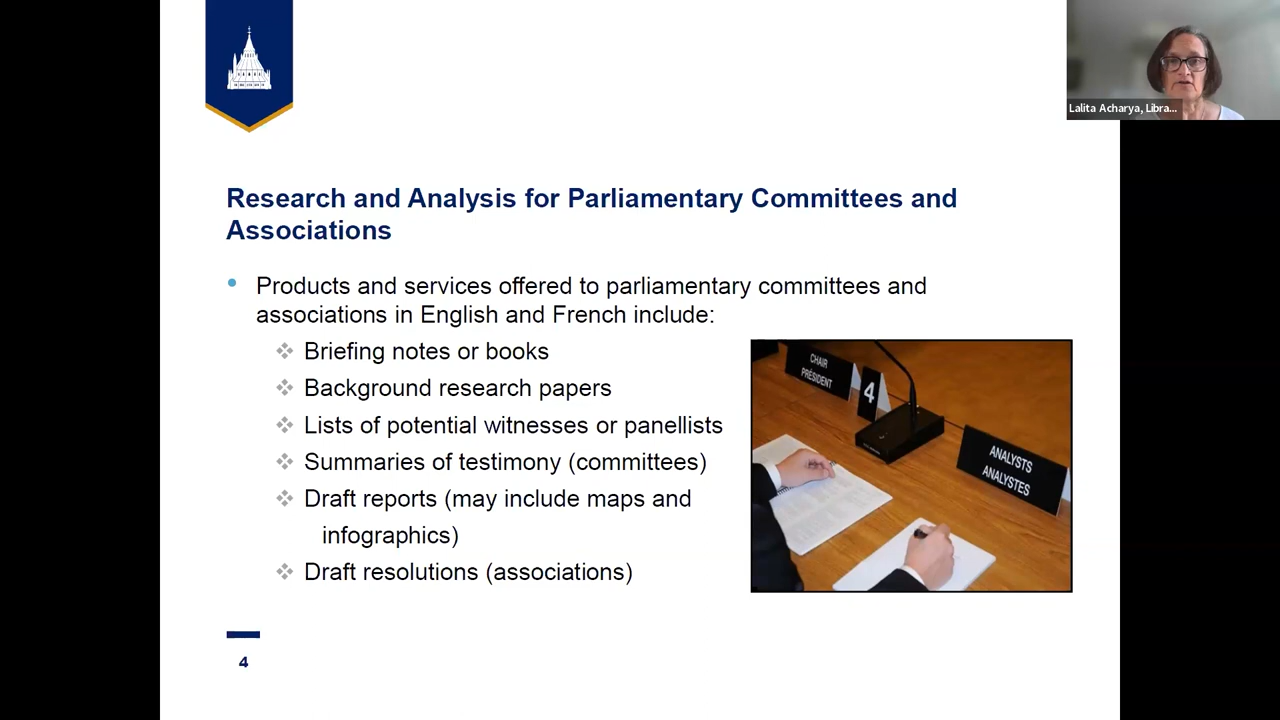 Lalita Acharya, Libra...
Research and Analysis for Parliamentary Committees and
Associations
• Products and services offered to parliamentary committees and
associations in English and French include:
❖ Briefing notes or books
❖ Background research papers
❖ Lists of potential witnesses or panellists
❖ Summaries of testimony (committees)
❖ Draft reports (may include maps and
infographics)
❖ Draft resolutions (associations)
CHAIR
PRÉSIDENT
4
ANALYSTS
ANALYSTES
4